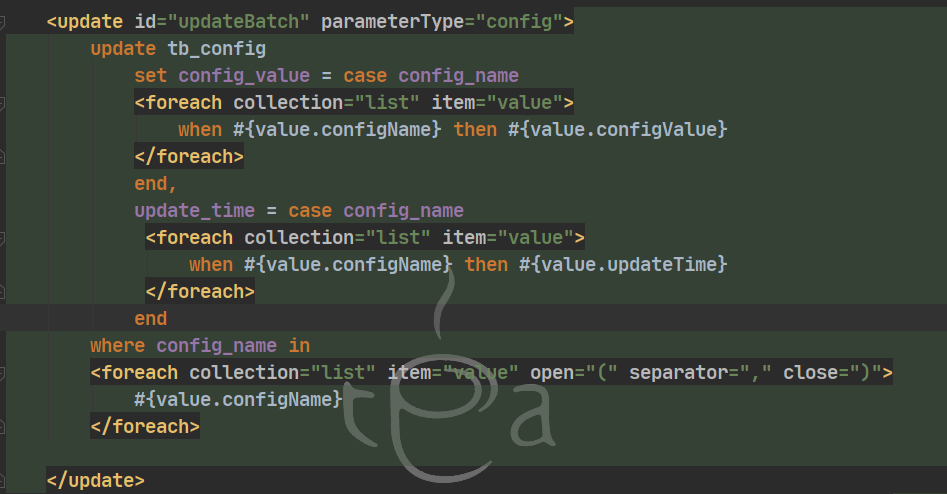 <update id="updateBatch" parameterType="config">
    update tb_config
        set config_value = case config_name
        <foreach collection="list" item="value">
            when #{value.configName} then #{value.configValue}
        </foreach>
        end,
        update_time = case config_name
         <foreach collection="list" item="value">
             when #{value.configName} then #{value.updateTime}
         </foreach>
        end
    where config_name in
    <foreach collection="list" item="value" open="(" separator="," close=")">
        #{value.configName}
    </foreach>
</update>
tea